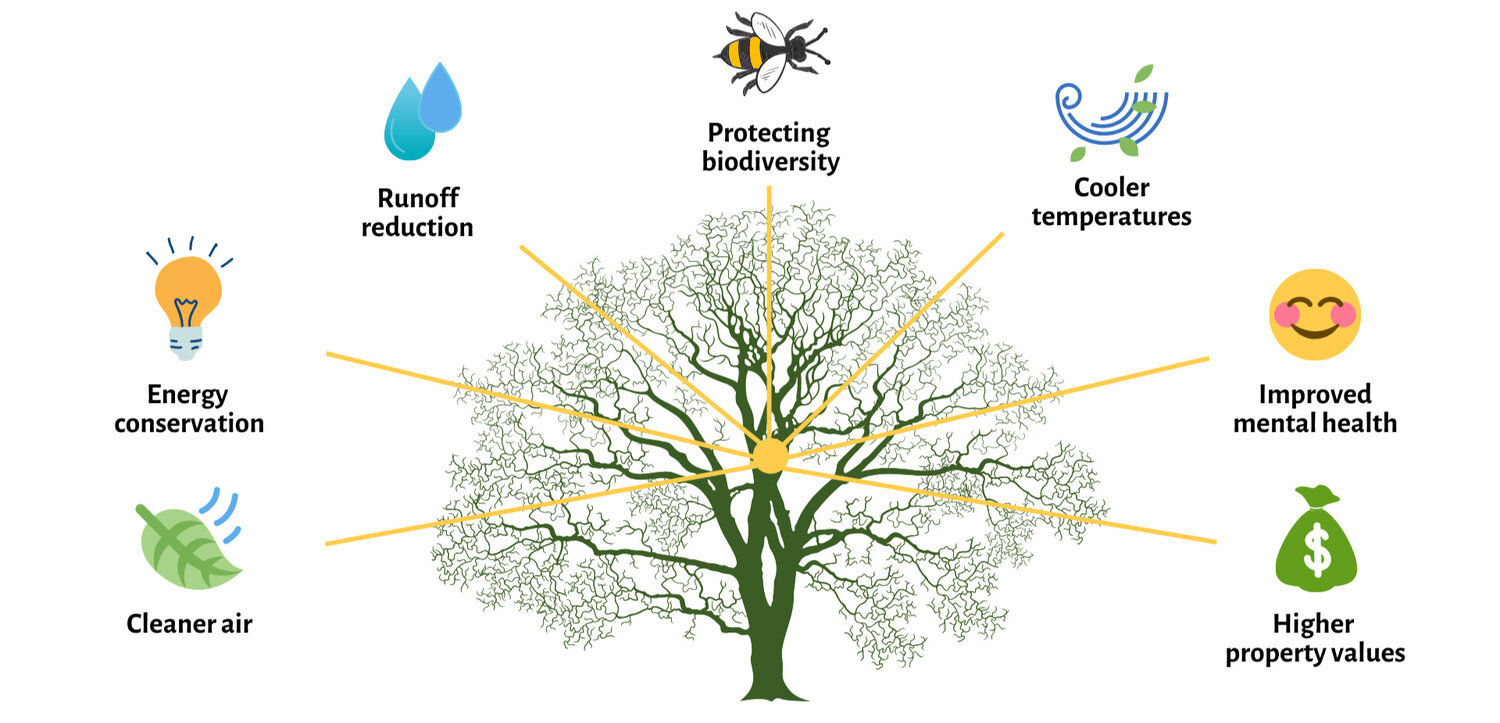 Protecting
biodiversity
Runoff
reduction
Cooler
temperatures
Energy
conservation
Improved
mental health
Cleaner air
$
Higher
property values